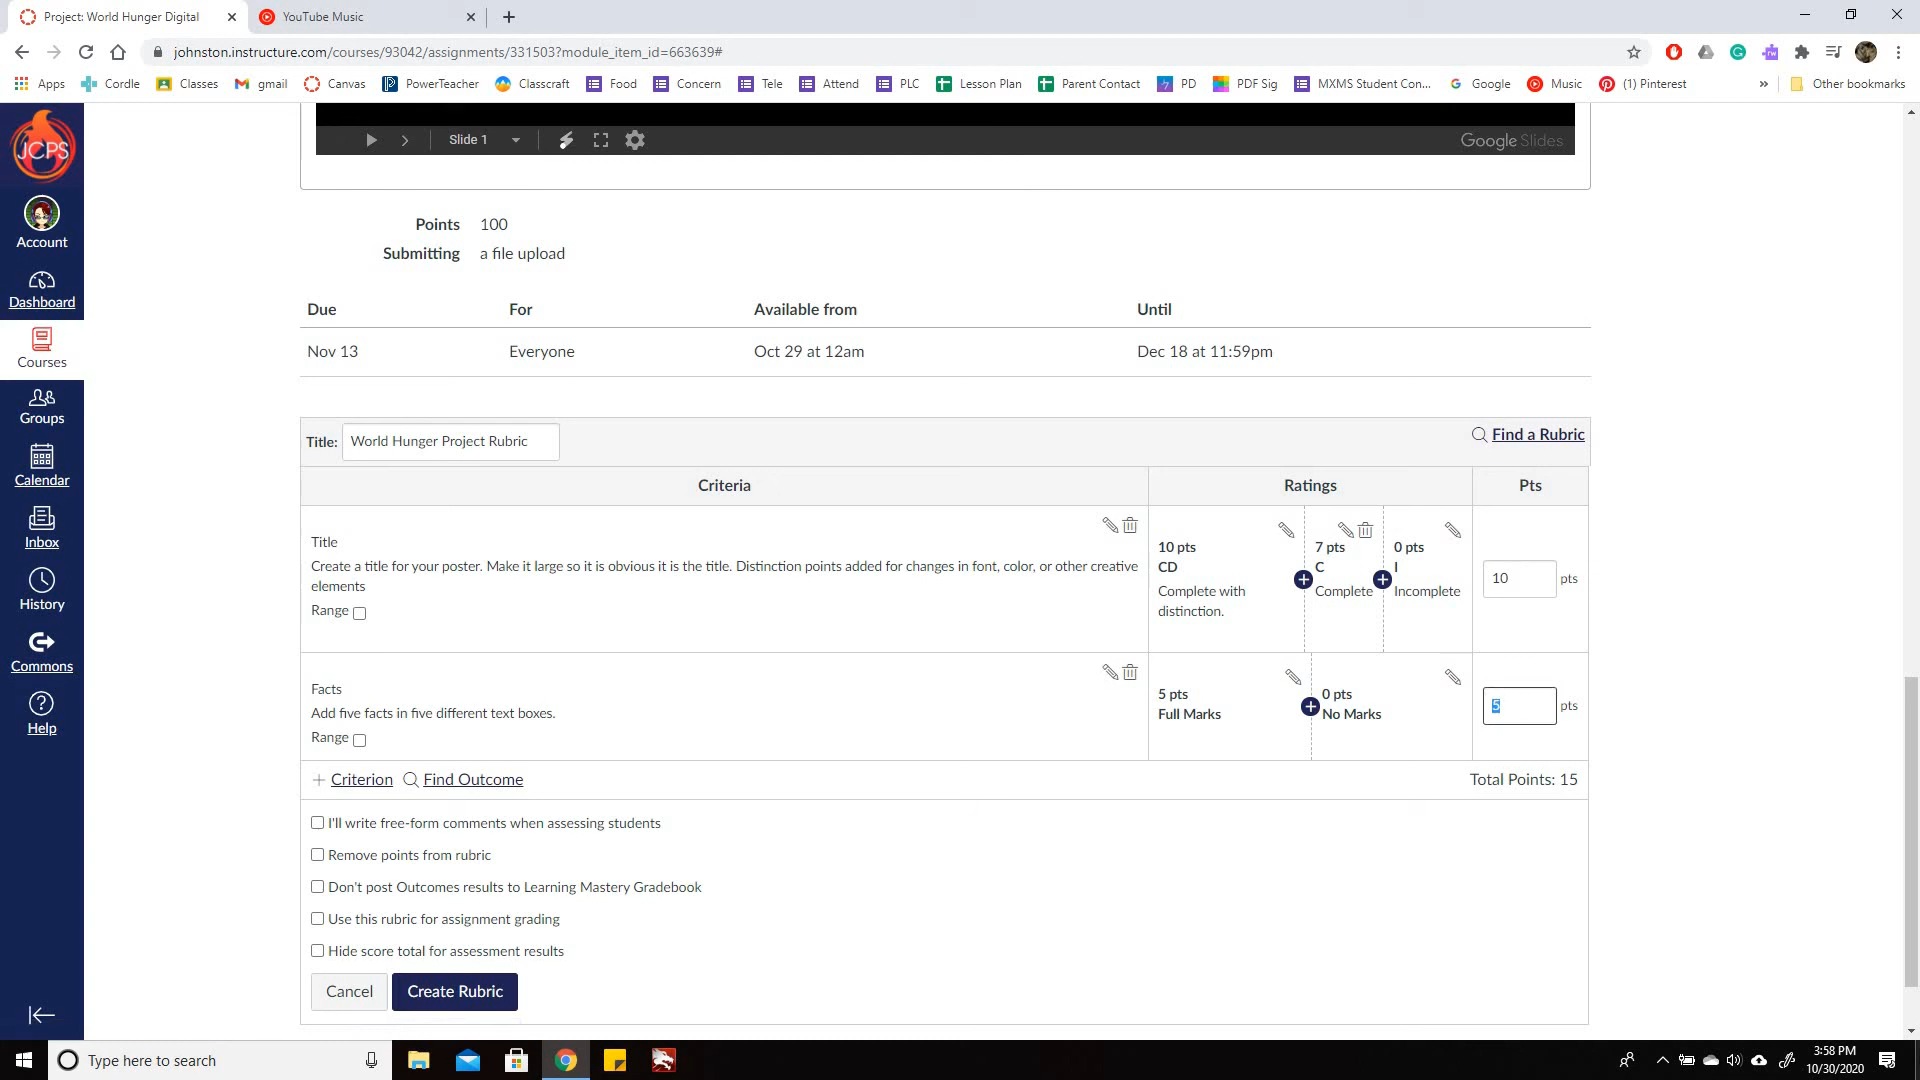 Project: World Hunger Digital
YouTube Music
johnston.instructure.com/courses/93042/assignments/331503?module_item_id=663639#
Apps Cordle Classes gmail Canvas PowerTeacher Classcraft Food Concern Tele Attend PLC Lesson Plan Parent Contact PD PDF Sig MXMS Student Con... Google Music (1) Pinterest » Other bookmarks
JCPS
Account
Dashboard
Courses
Groups
Calendar
Inbox
History
Commons
Help
Slide 1
Google Slides
Points 100
Submitting a file upload
Due For Available from Until
Nov 13 Everyone Oct 29 at 12am Dec 18 at 11:59pm
Title: World Hunger Project Rubric
Find a Rubric
Criteria Ratings Pts
Title
Create a title for your poster. Make it large so it is obvious it is the title. Distinction points added for changes in font, color, or other creative
elements
Range
10 pts
CD
Complete with
distinction.
7 pts
C
Complete
0 pts
I
Incomplete
10 pts
Facts
Add five facts in five different text boxes.
Range
5 pts
Full Marks
0 pts
No Marks
5 pts
+ Criterion Find Outcome
Total Points: 15
I'll write free-form comments when assessing students
Remove points from rubric
Don't post Outcomes results to Learning Mastery Gradebook
Use this rubric for assignment grading
Hide score total for assessment results
Cancel Create Rubric
Type here to search
3:58 PM
10/30/2020